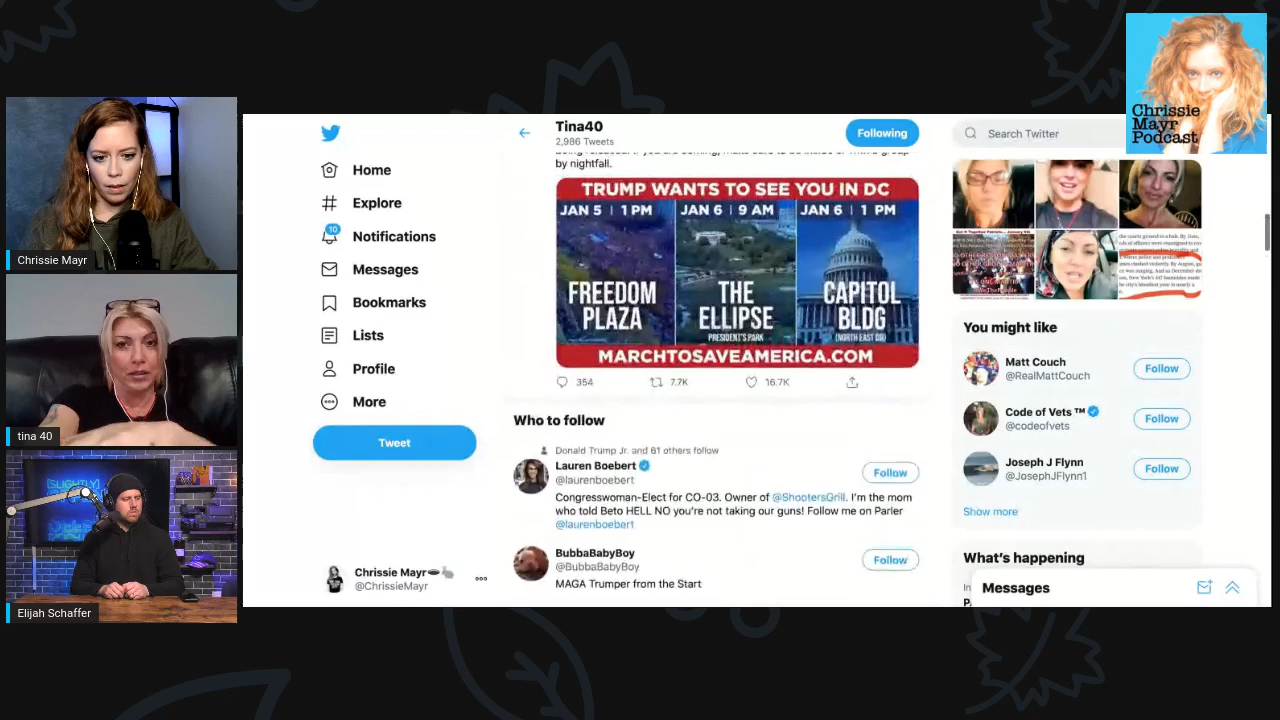 Chrissie
Mayr
Podcast
Chrissie Mayr
tina 40
[SLIGHTLY]
Elijah Schaffer
Home
Explore
10
Notifications
Messages
Bookmarks
Lists
Profile
More
Tweet
Chrissie Mayr
@ChrissieMayr
Tina40
2,986 Tweets
Following
by nightfall.
TRUMP WANTS TO SEE YOU IN DC
JAN 5 | 1 PM
FREEDOM
PLAZA
JAN 6 | 9 AM
THE
ELLIPSE
PRESIDENT'S PARK
JAN 6 | 1 PM
CAPITOL
BLDG
(NORTH EAST DR)
MARCHTOSAVEAMERICA.COM
354
7.7K
16.7K
Who to follow
Donald Trump Jr. and 61 others follow
Lauren Boebert
@laurenboebert
Follow
Congresswoman-Elect for CO-03. Owner of @ShootersGrill. I'm the mom
who told Beto HELL NO you're not taking our guns! Follow me on Parler
@laurenboebert
BubbaBabyBoy
@BubbaBabyBoy
Follow
MAGA Trumper from the Start
Search Twitter
You might like
Matt Couch
@RealMattCouch
Follow
Code of Vets ™
@codeofvets
Follow
Joseph J Flynn
@JosephJFlynn1
Follow
Show more
What's happening
Messages